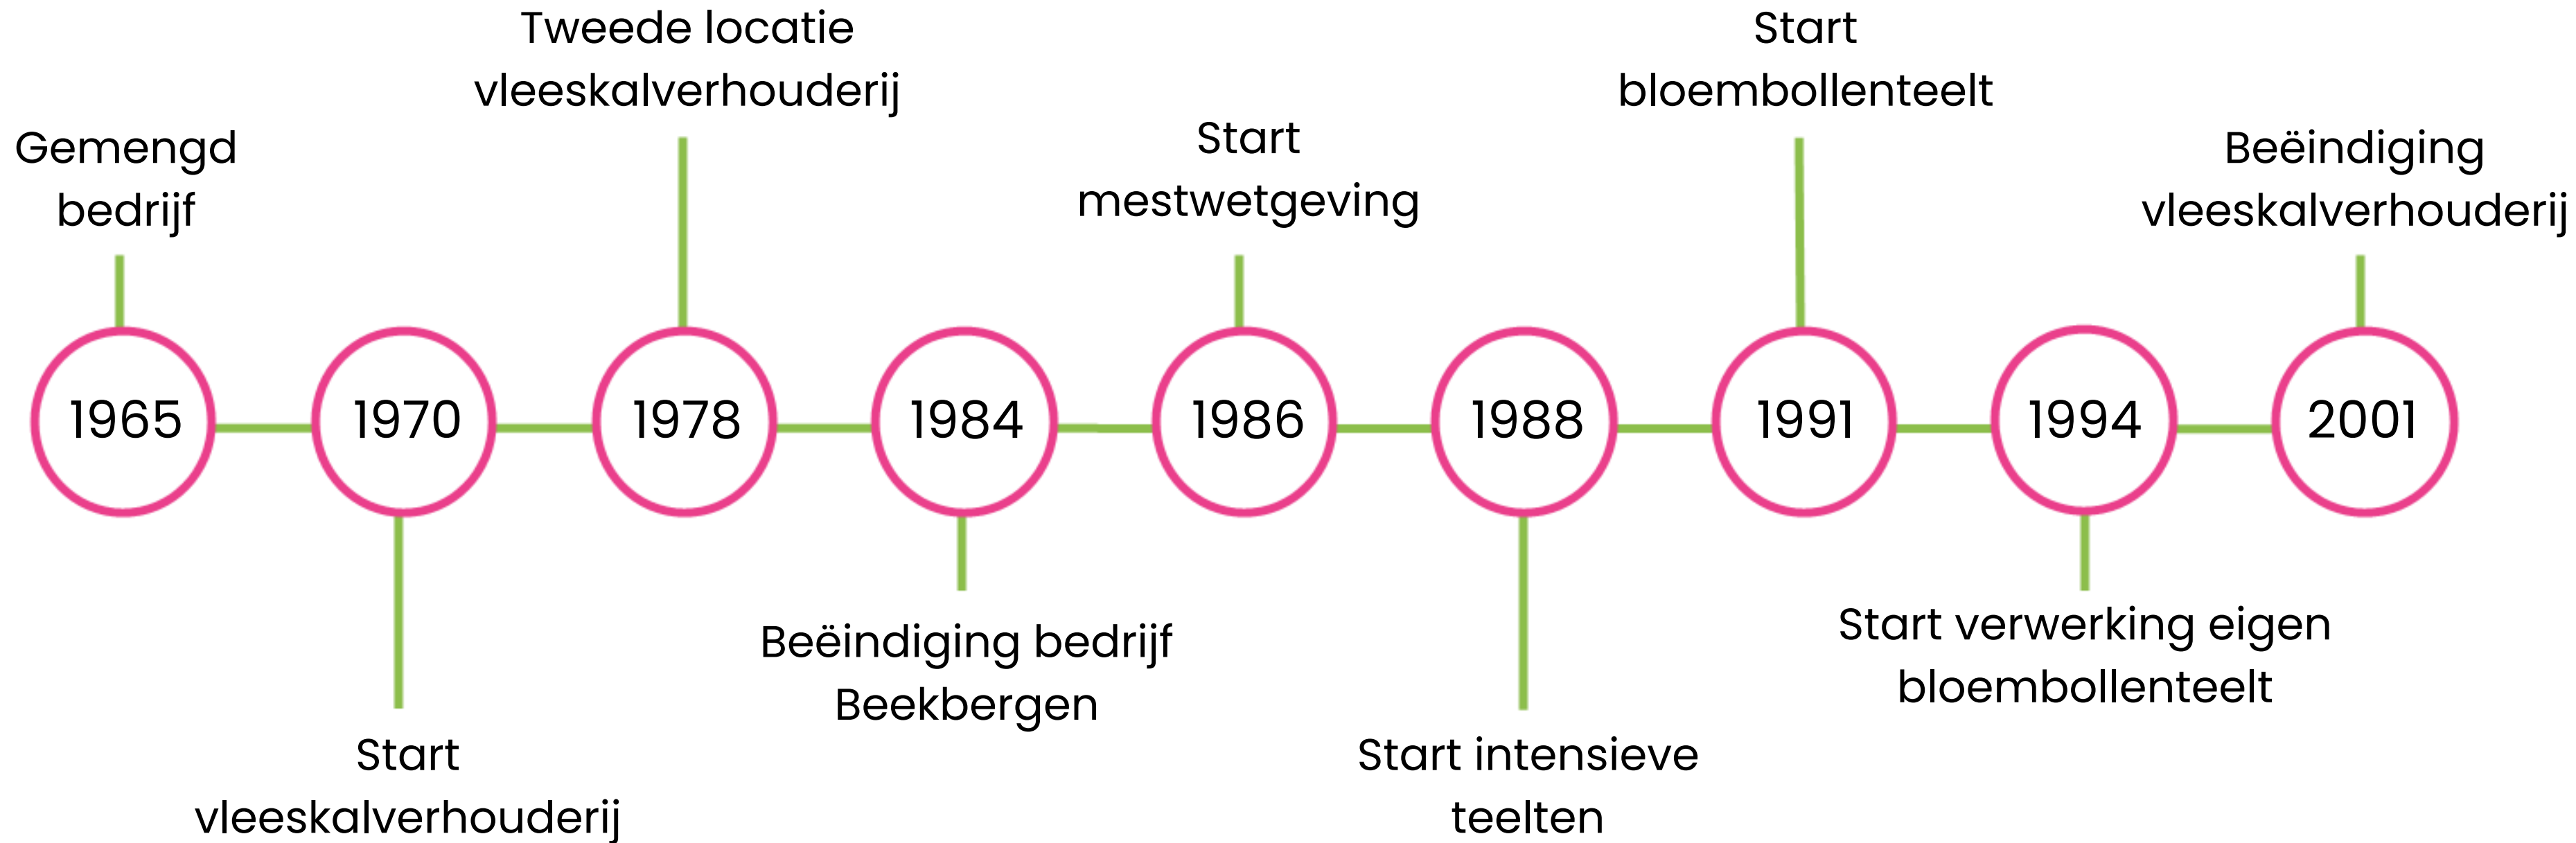 Gemengd
bedrijf
1965
1970
Start
vleeskalverhouderij
Tweede locatie
vleeskalverhouderij
1978
1984
Beëindiging bedrijf
Beekbergen
Start
mestwetgeving
1986
1988
Start intensieve
teelten
Start
bloembollenteelt
1991
1994
Start verwerking eigen
bloembollenteelt
Beëindiging
vleeskalverhouderij
2001